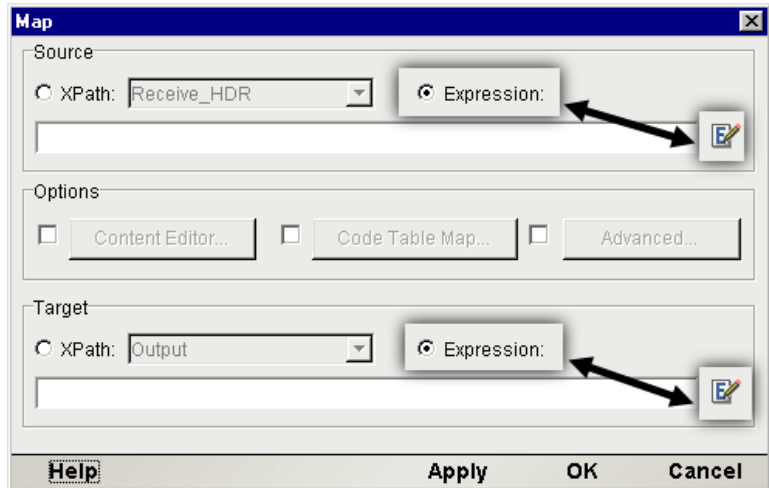 Map
Source
XPath: Receive_HDR Expression:
Options
Content Editor... Code Table Map... Advanced...
Target
XPath: Output Expression:
Help Apply OK Cancel